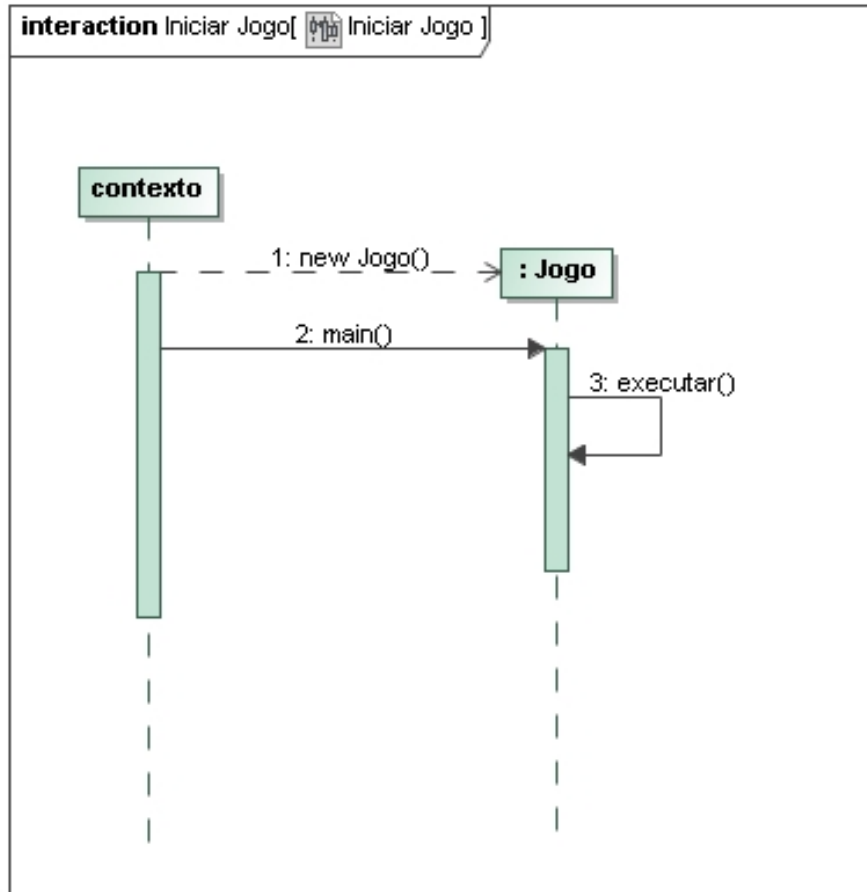 interaction Iniciar Jogo[ Iniciar Jogo ]
contexto
1: new Jogo()
: Jogo
2: main()
3: executar()